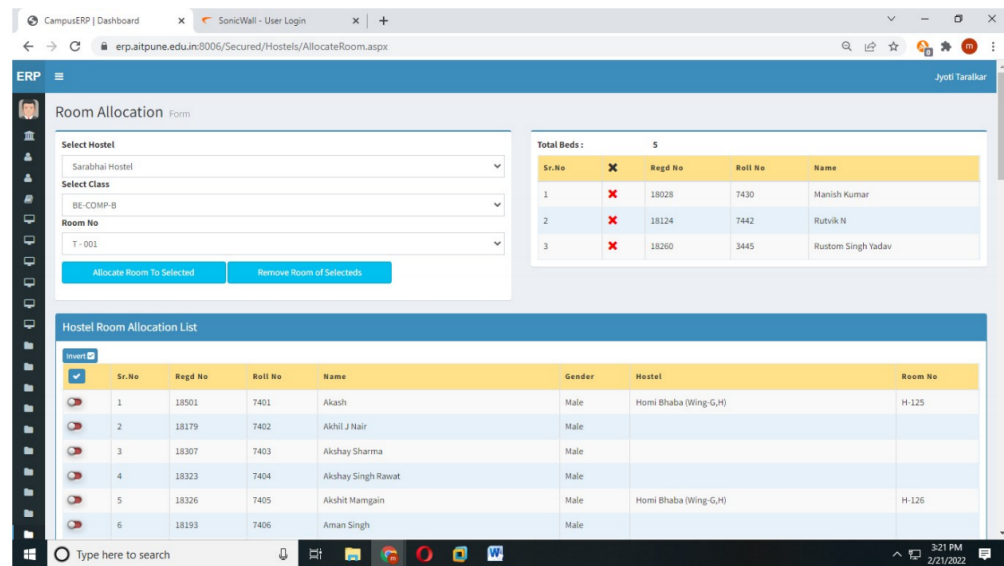 CampusERP | Dashboard
SonicWall - User Login
erp.aitpune.edu.in:8006/Secured/Hostels/AllocateRoom.aspx
m
ERP
Jyoti Taralkar
Room Allocation Form
Select Hostel
Sarabhai Hostel
Select Class
BE-COMP-B
Room No
T - 001
Allocate Room To Selected Remove Room of Selecteds
Total Beds : 5
Sr.No Regd No Roll No Name
1 18028 7430 Manish Kumar
2 18124 7442 Rutvik N
3 18260 3445 Rustom Singh Yadav
Hostel Room Allocation List
Invert
Sr.No Regd No Roll No Name Gender Hostel Room No
1 18501 7401 Akash Male Homi Bhaba (Wing-G,H) H-125
2 18179 7402 Akhil J Nair Male
3 18307 7403 Akshay Sharma Male
4 18323 7404 Akshay Singh Rawat Male
5 18326 7405 Akshit Mamgain Male Homi Bhaba (Wing-G,H) H-126
6 18193 7406 Aman Singh Male
Type here to search
3:21 PM
2/21/2022